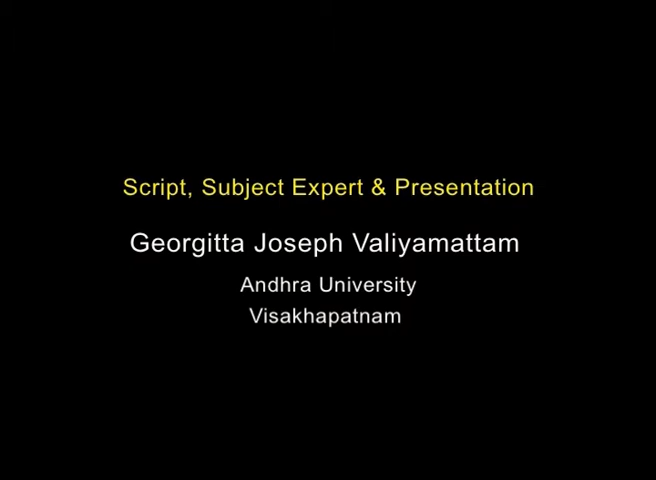 Script, Subject Expert & Presentation
Georgitta Joseph Valiyamattam
Andhra University
Visakhapatnam